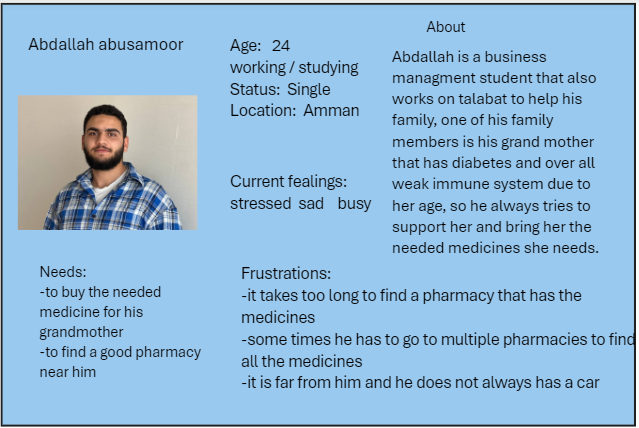 Abdallah abusamoor
Age: 24
working / studying
Status: Single
Location: Amman
Current fealings:
stressed sad busy
About
Abdallah is a business
managment student that also
works on talabat to help his
family, one of his family
members is his grand mother
that has diabetes and over all
weak immune system due to
her age, so he always tries to
support her and bring her the
needed medicines she needs.
Needs:
-to buy the needed
medicine for his
grandmother
-to find a good pharmacy
near him
Frustrations:
-it takes too long to find a pharmacy that has the
medicines
-some times he has to go to multiple pharmacies to find
all the medicines
-it is far from him and he does not always has a car